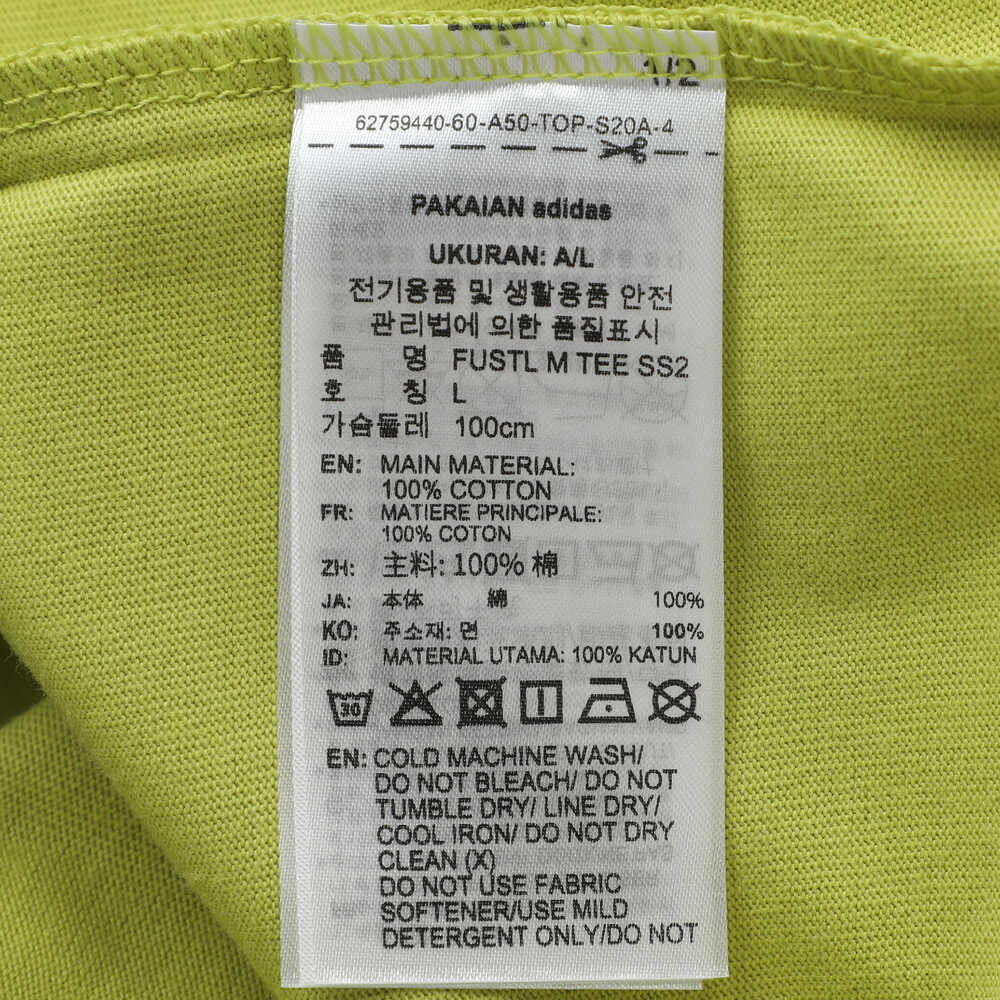 1/2
62759440-60-A50-TOP-S20A-4
PAKAIAN adidas
UKURAN: A/L
전기용품 및 생활용품 안전
관리법에 의한 품질표시
품 명 FUSTL M TEE SS2
호 칭 L
가슴둘레 100cm
EN: MAIN MATERIAL:
100% COTTON
FR: MATIERE PRINCIPALE:
100% COTON
ZH: 主料: 100% 棉
JA: 本体 綿 100%
KO: 주소재: 면 100%
ID: MATERIAL UTAMA: 100% KATUN
30
EN: COLD MACHINE WASH/
DO NOT BLEACH/ DO NOT
TUMBLE DRY/ LINE DRY/
COOL IRON/ DO NOT DRY
CLEAN (X)
DO NOT USE FABRIC
SOFTENER/USE MILD
DETERGENT ONLY/DO NOT